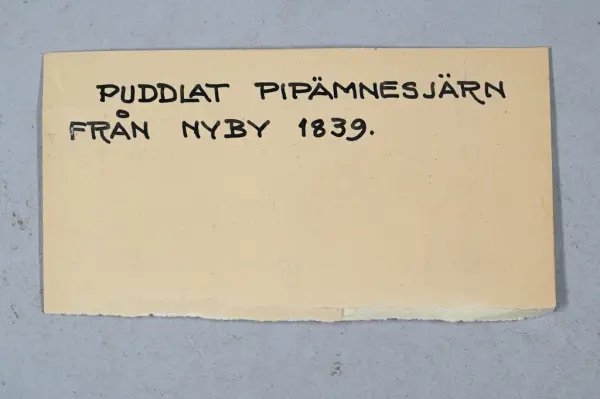 PUDDLAT PIPÄMNESJÄRN
FRÅN NYBY 1839.